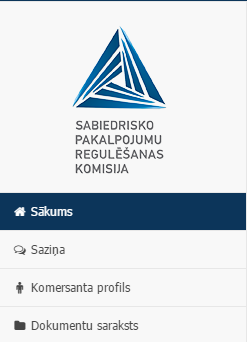 SABIEDRISKO
PAKALPOJUMU
REGULĒŠANAS
KOMISIJA
Sākums
Saziņa
Komersanta profils
Dokumentu saraksts